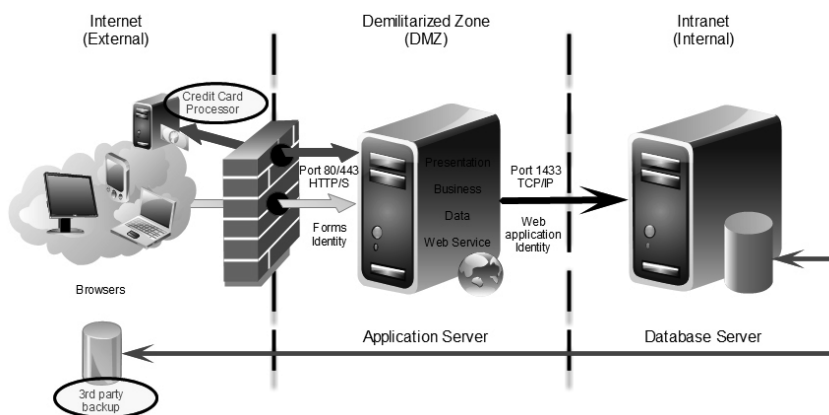 Internet
(External)
Demilitarized Zone
(DMZ)
Intranet
(Internal)
Credit Card
Processor
Port 80/443
HTTP/S
Forms
Identity
Presentation
Business
Data
Web Service
Port 1433
TCP/IP
Web
application
Identity
Browsers
Application Server
Database Server
3rd party
backup